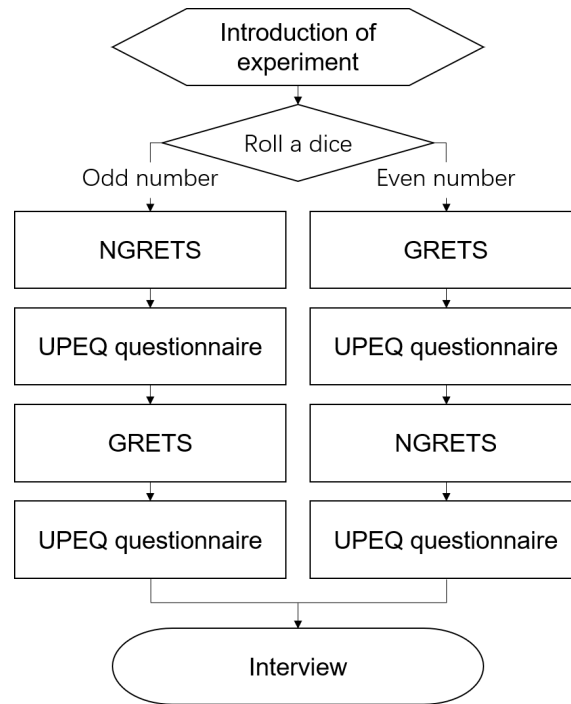 Introduction of
experiment
Roll a dice
Odd number
Even number
NGRETS
GRETS
UPEQ questionnaire
UPEQ questionnaire
GRETS
NGRETS
UPEQ questionnaire
UPEQ questionnaire
Interview